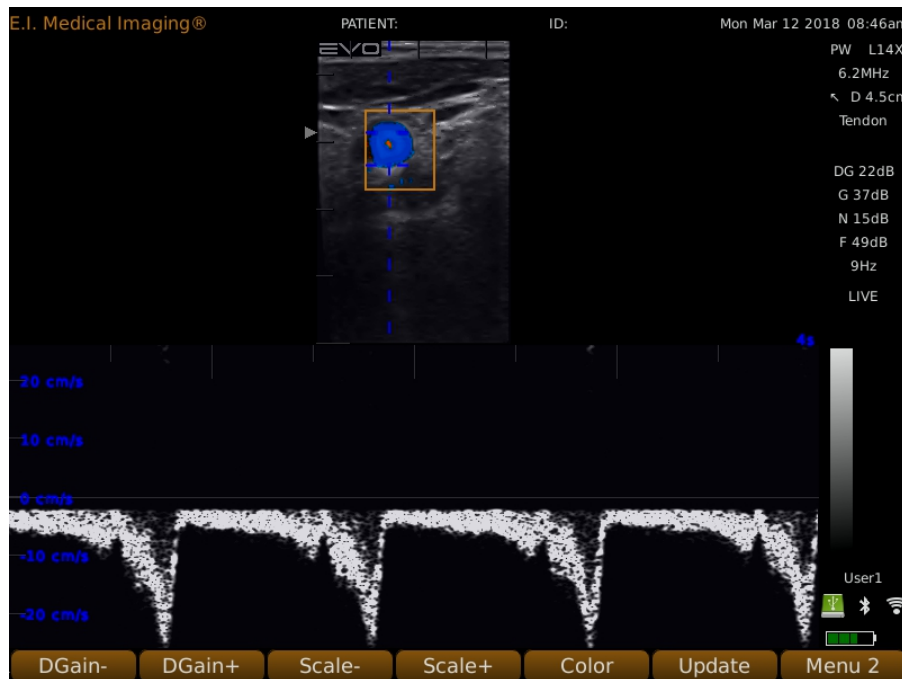 E.I. Medical Imaging®
PATIENT:
ID:
Mon Mar 12 2018 08:46am
EVO
PW L14X
6.2MHz
D 4.5cm
Tendon
DG 22dB
G 37dB
N 15dB
F 49dB
9Hz
LIVE
4s
20 cm/s
10 cm/s
0 cm/s
-10 cm/s
-20 cm/s
User1
DGain-
DGain+
Scale-
Scale+
Color
Update
Menu 2